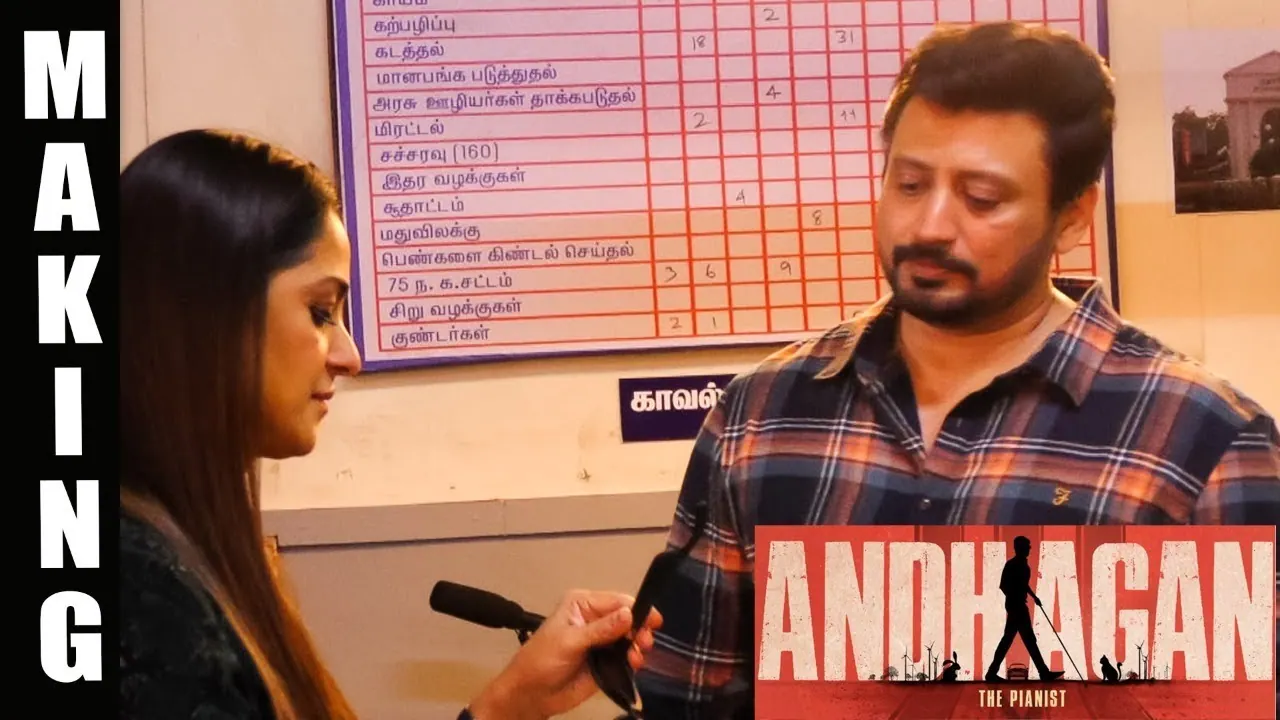 MAKING
கற்பழிப்பு 2
கடத்தல் 18 31
மானபங்க படுத்துதல்
அரசு ஊழியர்கள் தாக்கபடுதல் 4
மிரட்டல் 2 11
சச்சரவு (160)
இதர வழக்குகள்
சூதாட்டம் 4
மதுவிலக்கு 8
பெண்களை கிண்டல் செய்தல்
75 ந. க.சட்டம் 3 6 9
சிறு வழக்குகள்
குண்டர்கள் 2 1
காவல்
ANDHAGAN
THE PIANIST